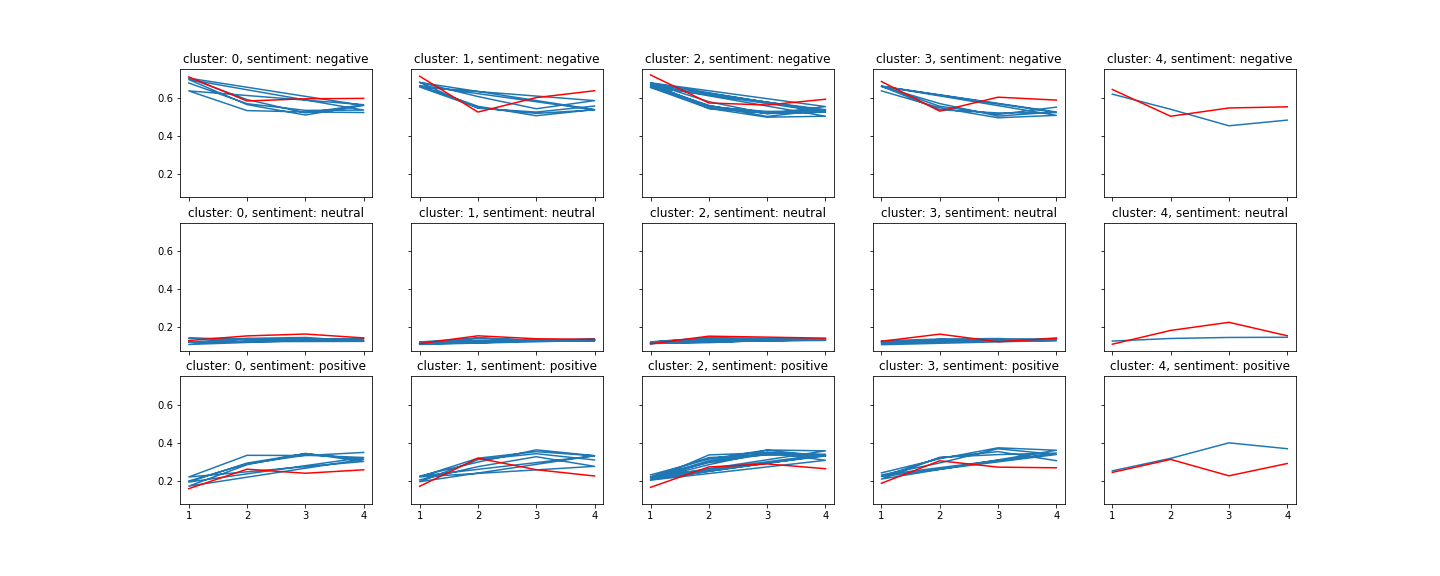 cluster: 0, sentiment: negative
cluster: 1, sentiment: negative
cluster: 2, sentiment: negative
cluster: 3, sentiment: negative
cluster: 4, sentiment: negative
0.6
0.4
0.2
cluster: 0, sentiment: neutral
cluster: 1, sentiment: neutral
cluster: 2, sentiment: neutral
cluster: 3, sentiment: neutral
cluster: 4, sentiment: neutral
0.6
0.4
0.2
cluster: 0, sentiment: positive
cluster: 1, sentiment: positive
cluster: 2, sentiment: positive
cluster: 3, sentiment: positive
cluster: 4, sentiment: positive
0.6
0.4
0.2
1 2 3 4
1 2 3 4
1 2 3 4
1 2 3 4
1 2 3 4